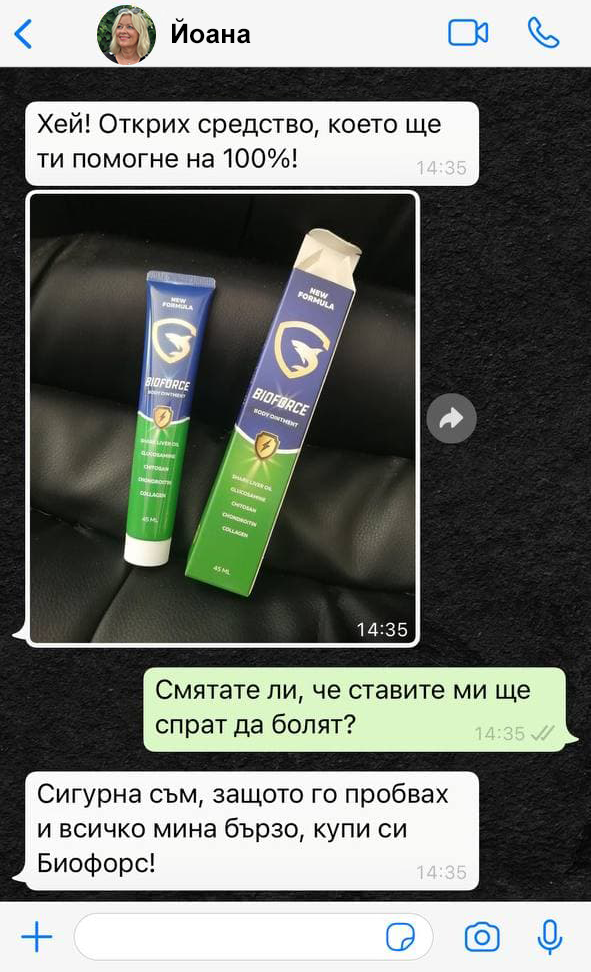 Йоана
Хей! Открих средство, което ще
ти помогне на 100%!
14:35
NEW
FORMULA
BIOFORCE
BODY OINTMENT
SHARK LIVER OIL
GLUCOSAMINE
CHITOSAN
CHONDROITIN
COLLAGEN
45 ML
NEW
FORMULA
BIOFORCE
BODY OINTMENT
SHARK LIVER OIL
GLUCOSAMINE
CHITOSAN
CHONDROITIN
COLLAGEN
45 ML
14:35
Смятате ли, че ставите ми ще
спрат да болят?
14:35
Сигурна съм, защото го пробвах
и всичко мина бързо, купи си
Биофорс!
14:35